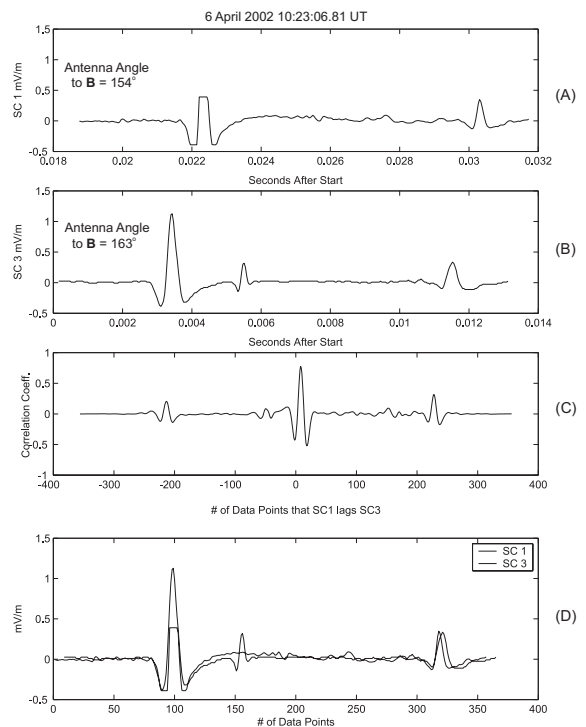 6 April 2002 10:23:06.81 UT
1.5
1
0.5
0
-0.5
SC 1 mV/m
Antenna Angle
to B = 154°
(A)
0.018 0.02 0.022 0.024 0.026 0.028 0.03 0.032
Seconds After Start
1.5
1
0.5
0
-0.5
SC 3 mV/m
Antenna Angle
to B = 163°
(B)
0 0.002 0.004 0.006 0.008 0.01 0.012 0.014
Seconds After Start
1
0.5
0
-0.5
-1
Correlation Coeff.
(C)
-400 -300 -200 -100 0 100 200 300 400
# of Data Points that SC1 lags SC3
1.5
1
0.5
0
-0.5
mV/m
SC 1
SC 3
(D)
0 50 100 150 200 250 300 350 400
# of Data Points